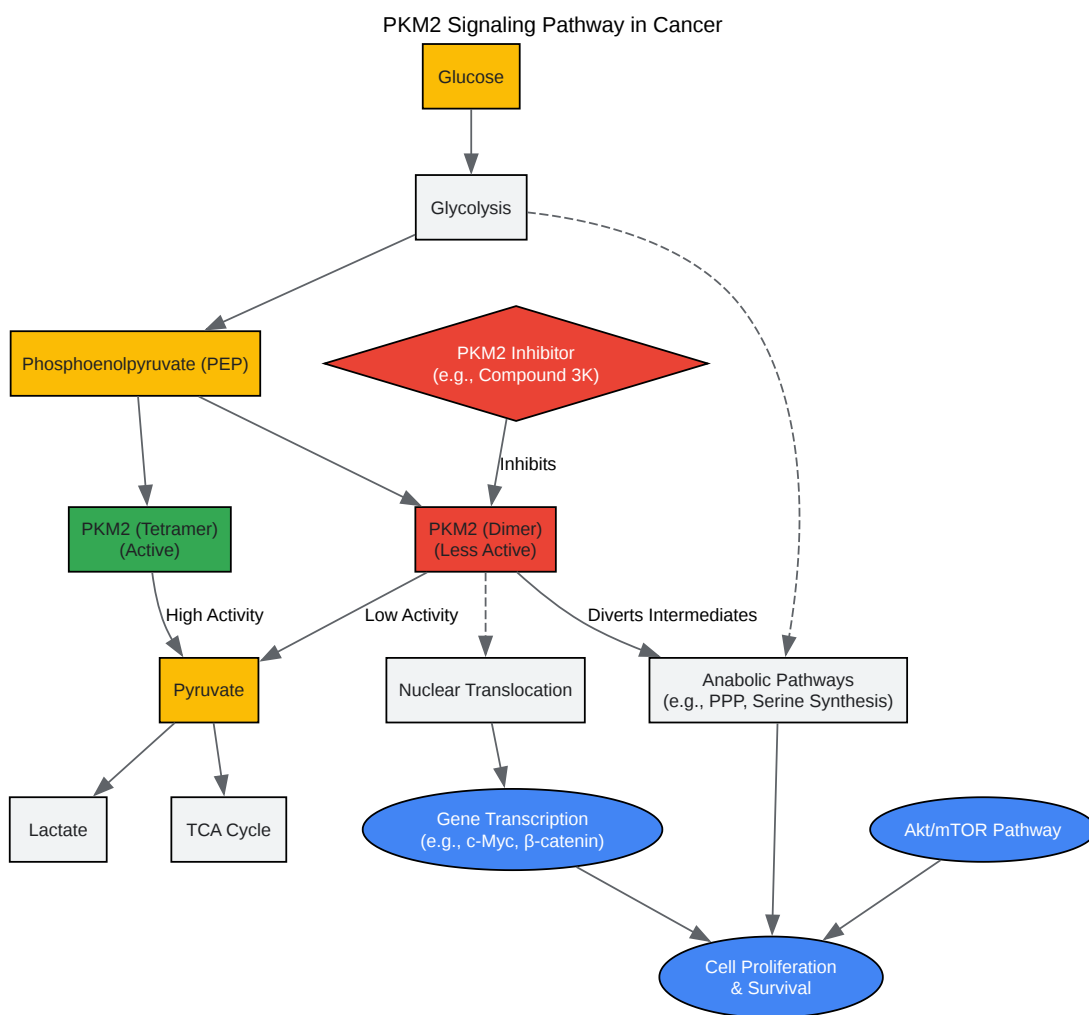 PKM2 Signaling Pathway in Cancer
Glucose
Glycolysis
Phosphoenolpyruvate (PEP)
PKM2 Inhibitor
(e.g., Compound 3K)
Inhibits
PKM2 (Tetramer)
(Active)
PKM2 (Dimer)
(Less Active)
High Activity
Low Activity
Diverts Intermediates
Pyruvate
Nuclear Translocation
Anabolic Pathways
(e.g., PPP, Serine Synthesis)
Lactate
TCA Cycle
Gene Transcription
(e.g., c-Myc, β-catenin)
Akt/mTOR Pathway
Cell Proliferation
& Survival